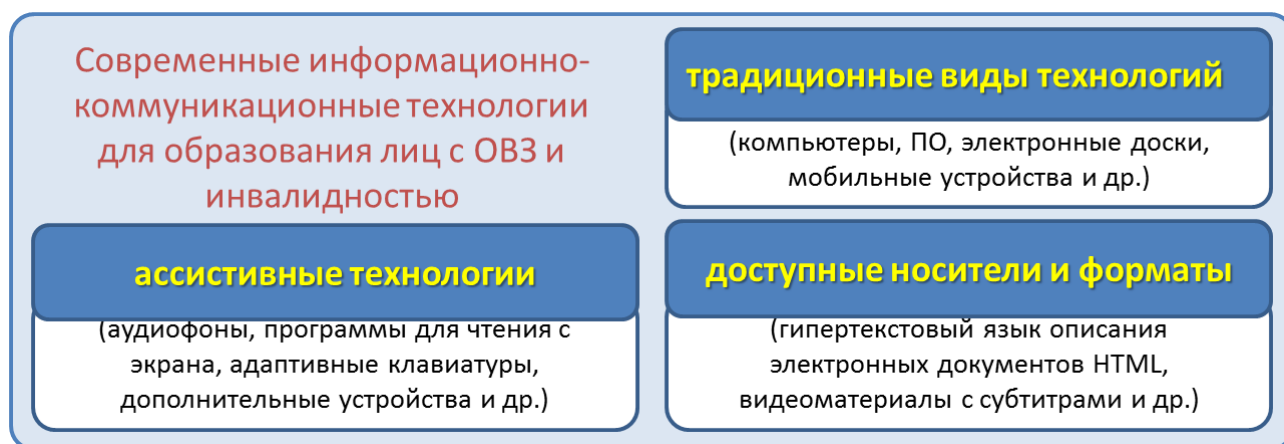 Современные информационно-
коммуникационные технологии
для образования лиц с ОВЗ и
инвалидностью
традиционные виды технологий
(компьютеры, ПО, электронные доски,
мобильные устройства и др.)
ассистивные технологии
(аудиофоны, программы для чтения с
экрана, адаптивные клавиатуры,
дополнительные устройства и др.)
доступные носители и форматы
(гипертекстовый язык описания
электронных документов HTML,
видеоматериалы с субтитрами и др.)